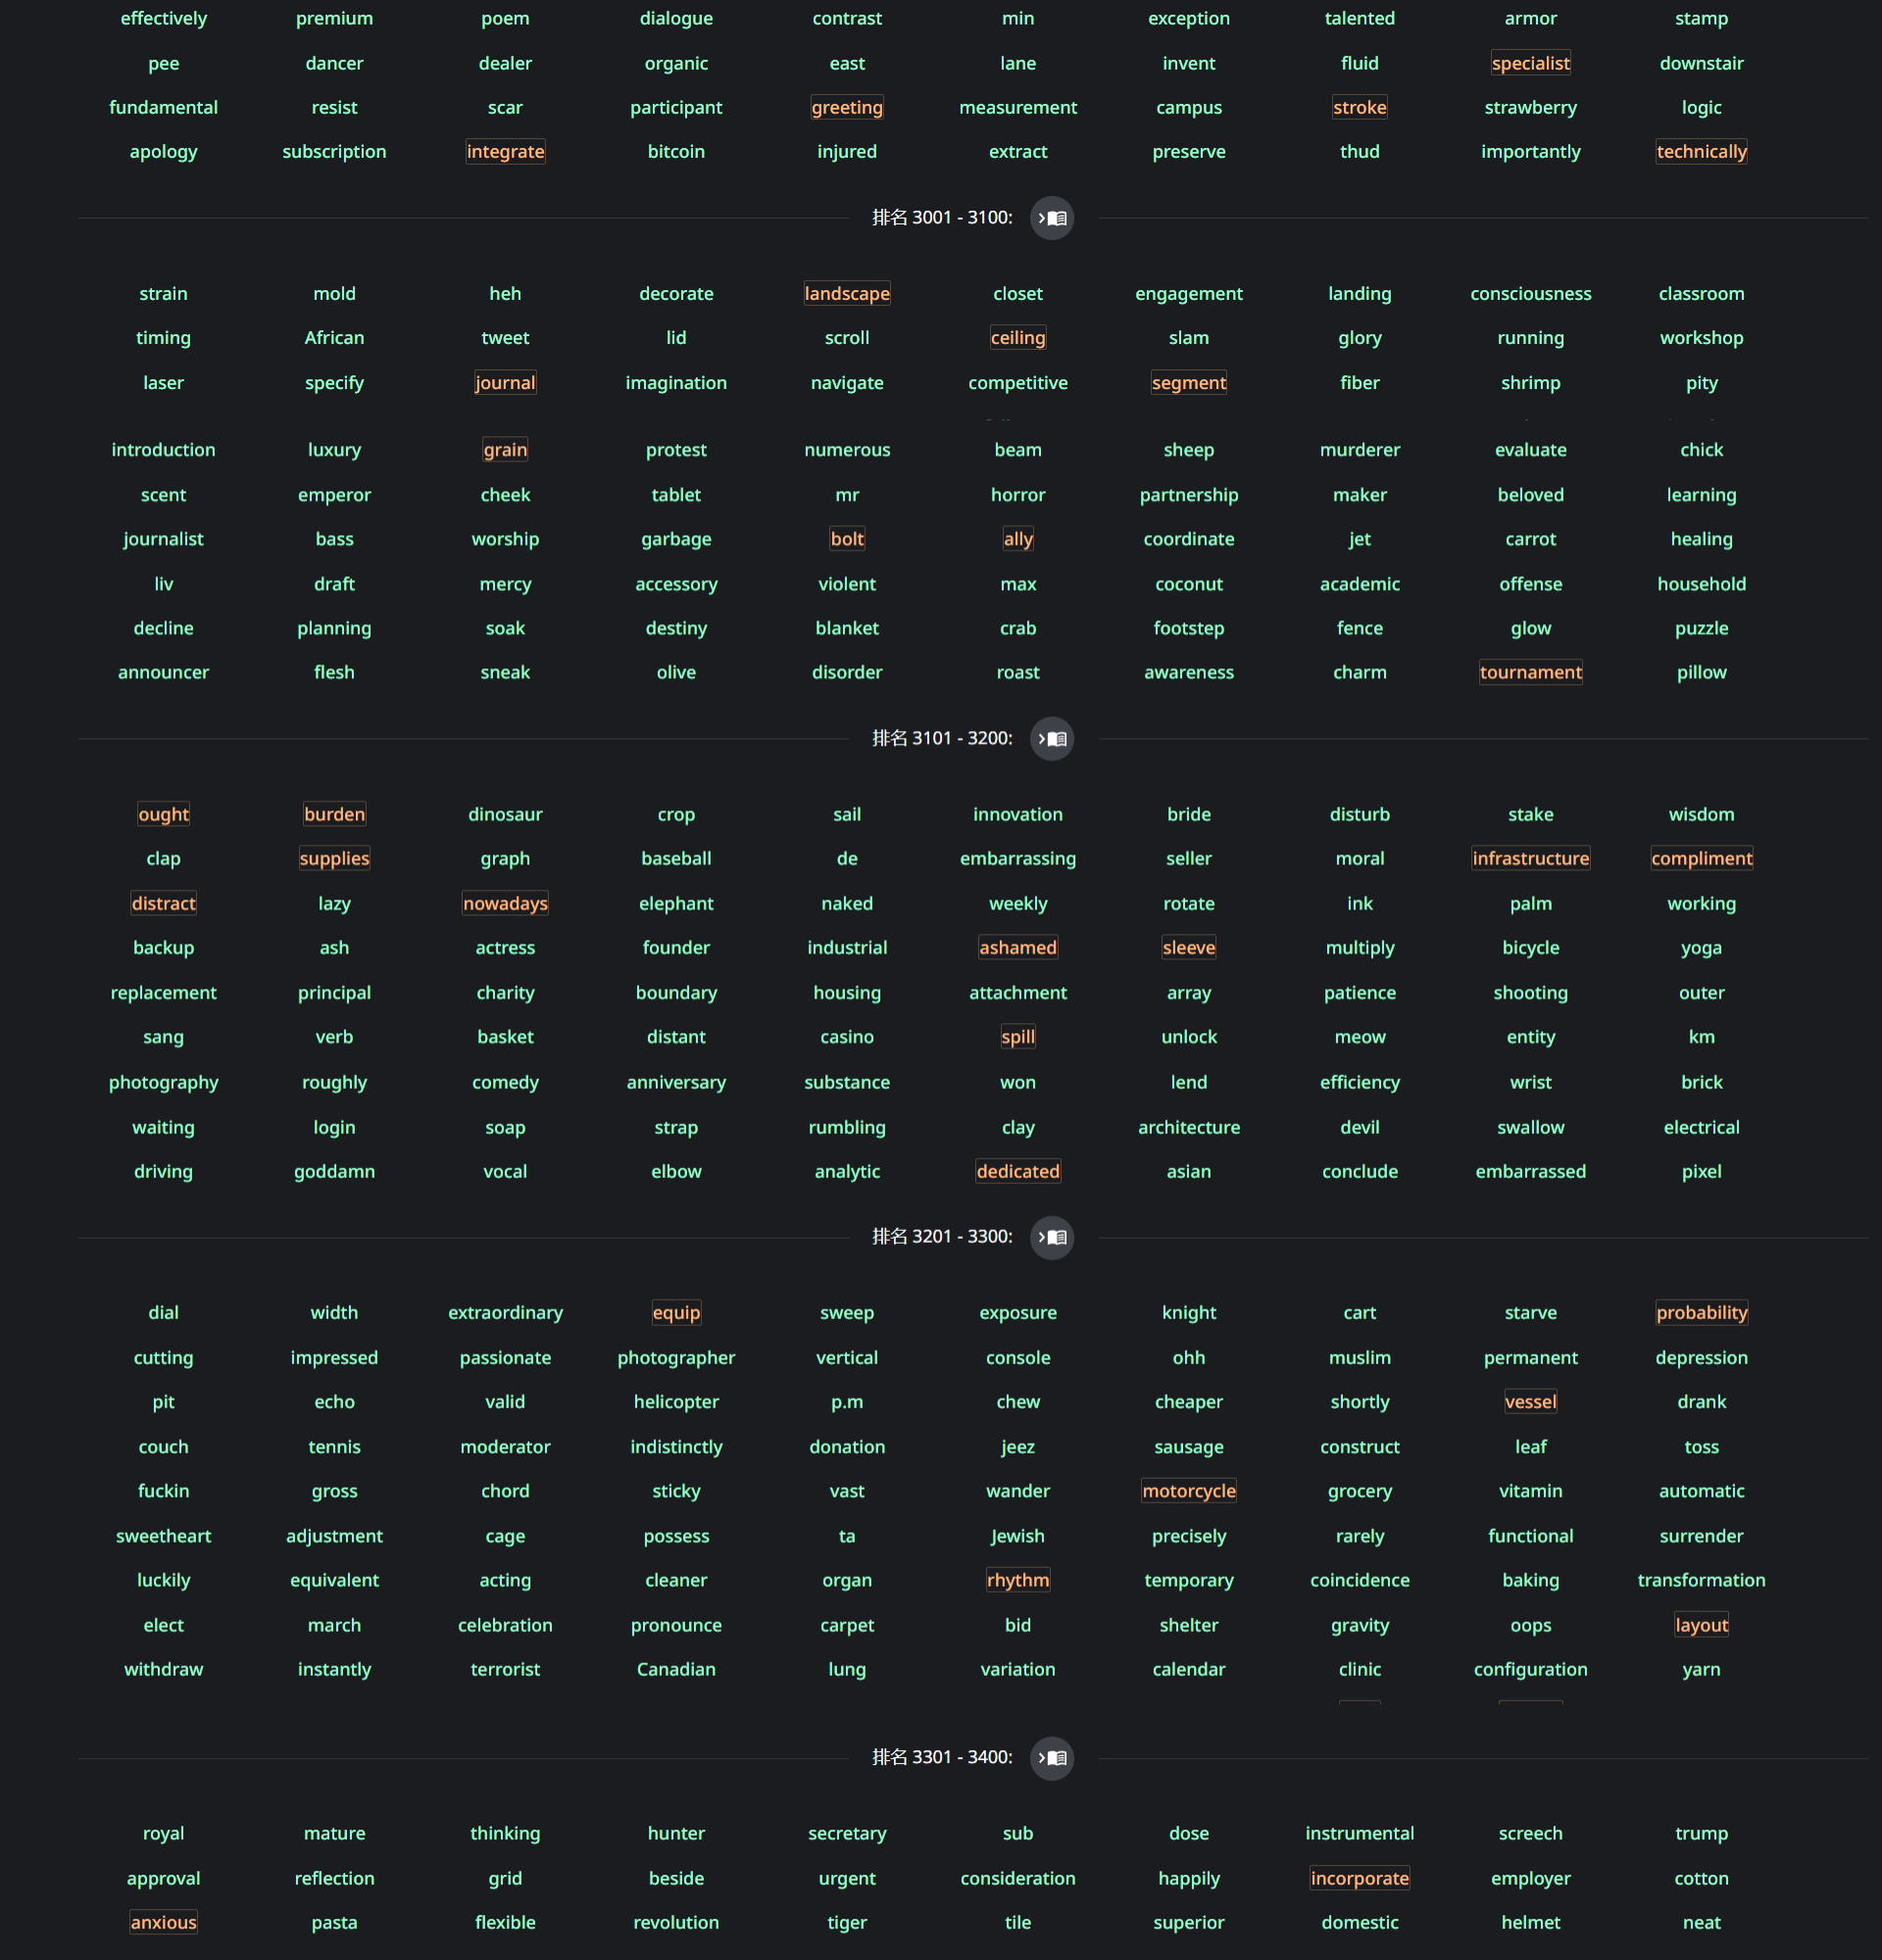 effectively premium poem dialogue contrast min exception talented armor stamp
pee dancer dealer organic east lane invent fluid specialist downstair
fundamental resist scar participant greeting measurement campus stroke strawberry logic
apology subscription integrate bitcoin injured extract preserve thud importantly technically
排名 3001 - 3100:
strain mold heh decorate landscape closet engagement landing consciousness classroom
timing African tweet lid scroll ceiling slam glory running workshop
laser specify journal imagination navigate competitive segment fiber shrimp pity
introduction luxury grain protest numerous beam sheep murderer evaluate chick
scent emperor cheek tablet mr horror partnership maker beloved learning
journalist bass worship garbage bolt ally coordinate jet carrot healing
liv draft mercy accessory violent max coconut academic offense household
decline planning soak destiny blanket crab footstep fence glow puzzle
announcer flesh sneak olive disorder roast awareness charm tournament pillow
排名 3101 - 3200:
ought burden dinosaur crop sail innovation bride disturb stake wisdom
clap supplies graph baseball de embarrassing seller moral infrastructure compliment
distract lazy nowadays elephant naked weekly rotate ink palm working
backup ash actress founder industrial ashamed sleeve multiply bicycle yoga
replacement principal charity boundary housing attachment array patience shooting outer
sang verb basket distant casino spill unlock meow entity km
photography roughly comedy anniversary substance won lend efficiency wrist brick
waiting login soap strap rumbling clay architecture devil swallow electrical
driving goddamn vocal elbow analytic dedicated asian conclude embarrassed pixel
排名 3201 - 3300:
dial width extraordinary equip sweep exposure knight cart starve probability
cutting impressed passionate photographer vertical console ohh muslim permanent depression
pit echo valid helicopter p.m chew cheaper shortly vessel drank
couch tennis moderator indistinctly donation jeez sausage construct leaf toss
fuckin gross chord sticky vast wander motorcycle grocery vitamin automatic
sweetheart adjustment cage possess ta Jewish precisely rarely functional surrender
luckily equivalent acting cleaner organ rhythm temporary coincidence baking transformation
elect march celebration pronounce carpet bid shelter gravity oops layout
withdraw instantly terrorist Canadian lung variation calendar clinic configuration yarn
排名 3301 - 3400:
royal mature thinking hunter secretary sub dose instrumental screech trump
approval reflection grid beside urgent consideration happily incorporate employer cotton
anxious pasta flexible revolution tiger tile superior domestic helmet neat